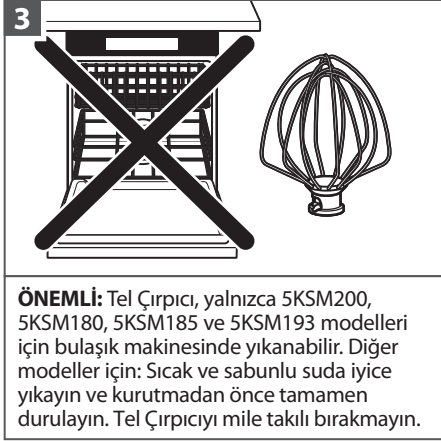 3
ÖNEMLİ: Tel Çırpıcı, yalnızca 5KSM200,
5KSM180, 5KSM185 ve 5KSM193 modelleri
için bulaşık makinesinde yıkanabilir. Diğer
modeller için: Sıcak ve sabunlu suda iyice
yıkayın ve kurutmadan önce tamamen
durulayın. Tel Çırpıcıyı mile takılı bırakmayın.